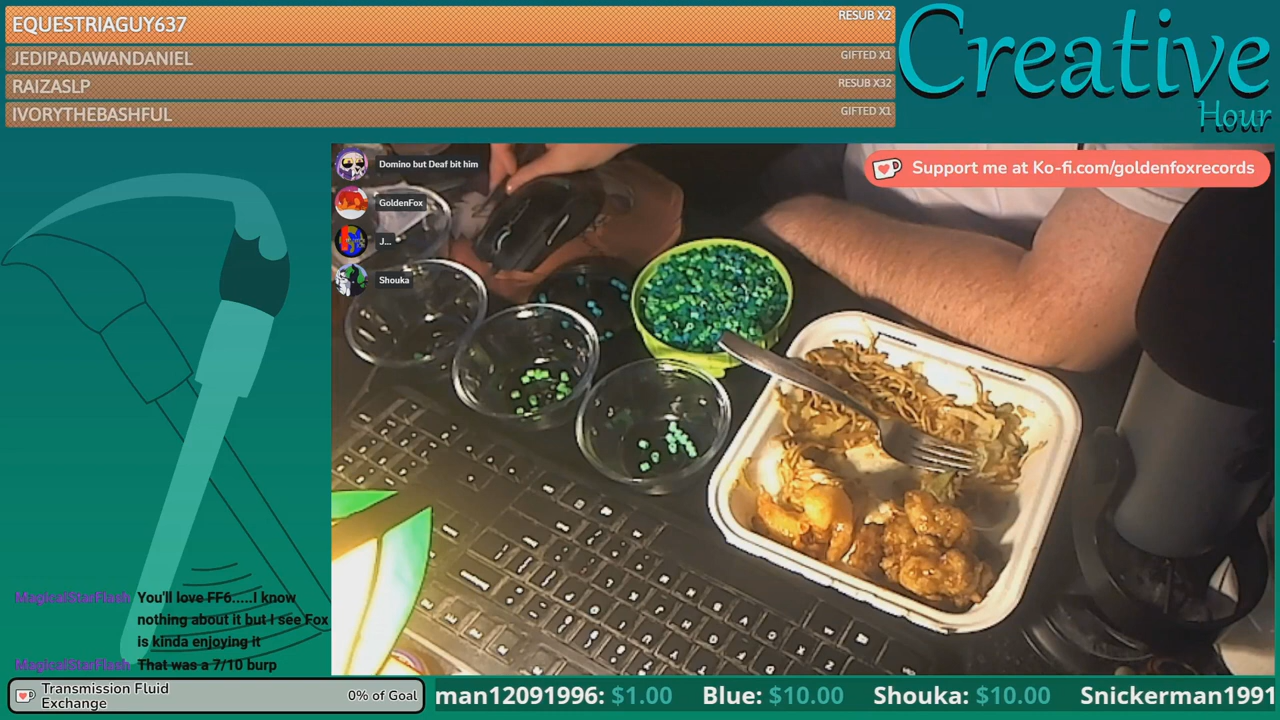 EQUESTRIAGUY637
RESUB X2
JEDIPADAWANDANIEL
GIFTED X1
RAIZASLP
RESUB X32
IVORYTHEBASHFUL
GIFTED X1
Creative
Hour
Domino but Deaf bit him
GoldenFox
J...
Shouka
Support me at Ko-fi.com/goldenfoxrecords
MagicalStarFlash You'll love FF6.....I know
nothing about it but I see Fox
is kinda enjoying it
MagicalStarFlash That was a 7/10 burp
Transmission Fluid
Exchange
0% of Goal
man12091996: $1.00 Blue: $10.00 Shouka: $10.00 Snickerman1991